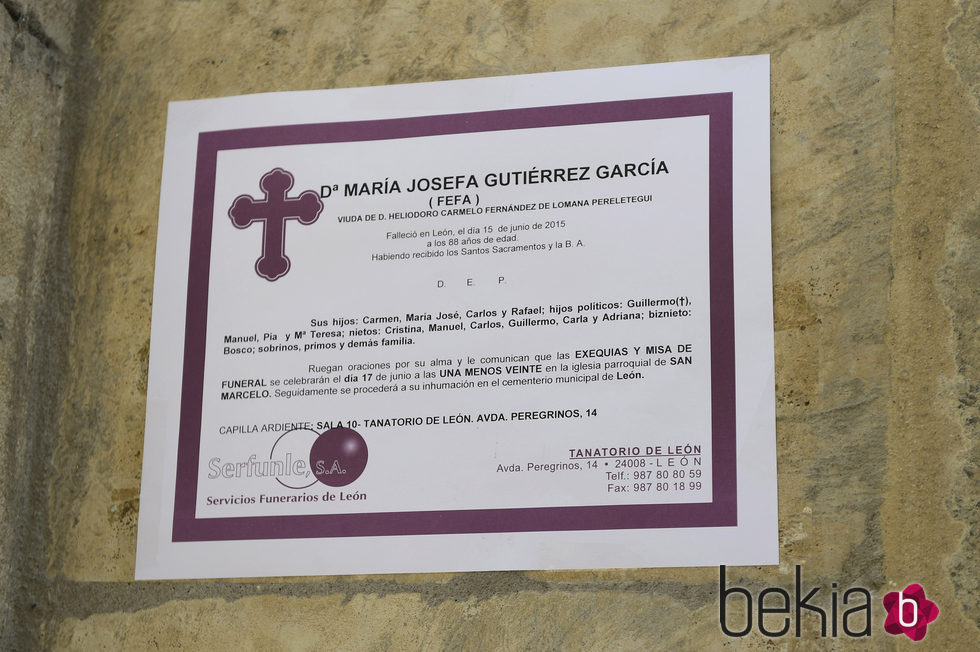 Dª MARÍA JOSEFA GUTIÉRREZ GARCÍA
( FEFA )
VIUDA DE D. HELIODORO CARMELO FERNÁNDEZ DE LOMANA PERELETEGUI
Falleció en León, el día 15 de junio de 2015
a los 88 años de edad.
Habiendo recibido los Santos Sacramentos y la B. A.
D. E. P.
Sus hijos: Carmen, María José, Carlos y Rafael; hijos políticos: Guillermo(†),
Manuel, Pia y Mª Teresa; nietos: Cristina, Manuel, Carlos, Guillermo, Carla y Adriana; biznieto:
Bosco; sobrinos, primos y demás familia.
Ruegan oraciones por su alma y le comunican que las EXEQUIAS Y MISA DE
FUNERAL se celebrarán el día 17 de junio a las UNA MENOS VEINTE en la iglesia parroquial de SAN
MARCELO. Seguidamente se procederá a su inhumación en el cementerio municipal de León.
CAPILLA ARDIENTE: SALA 10- TANATORIO DE LEÓN. AVDA. PEREGRINOS, 14
Serfunle, S.A.
Servicios Funerarios de León
TANATORIO DE LEÓN
Avda. Peregrinos, 14 • 24008 - L E Ó N
Telf.: 987 80 80 59
Fax: 987 80 18 99
bekia b